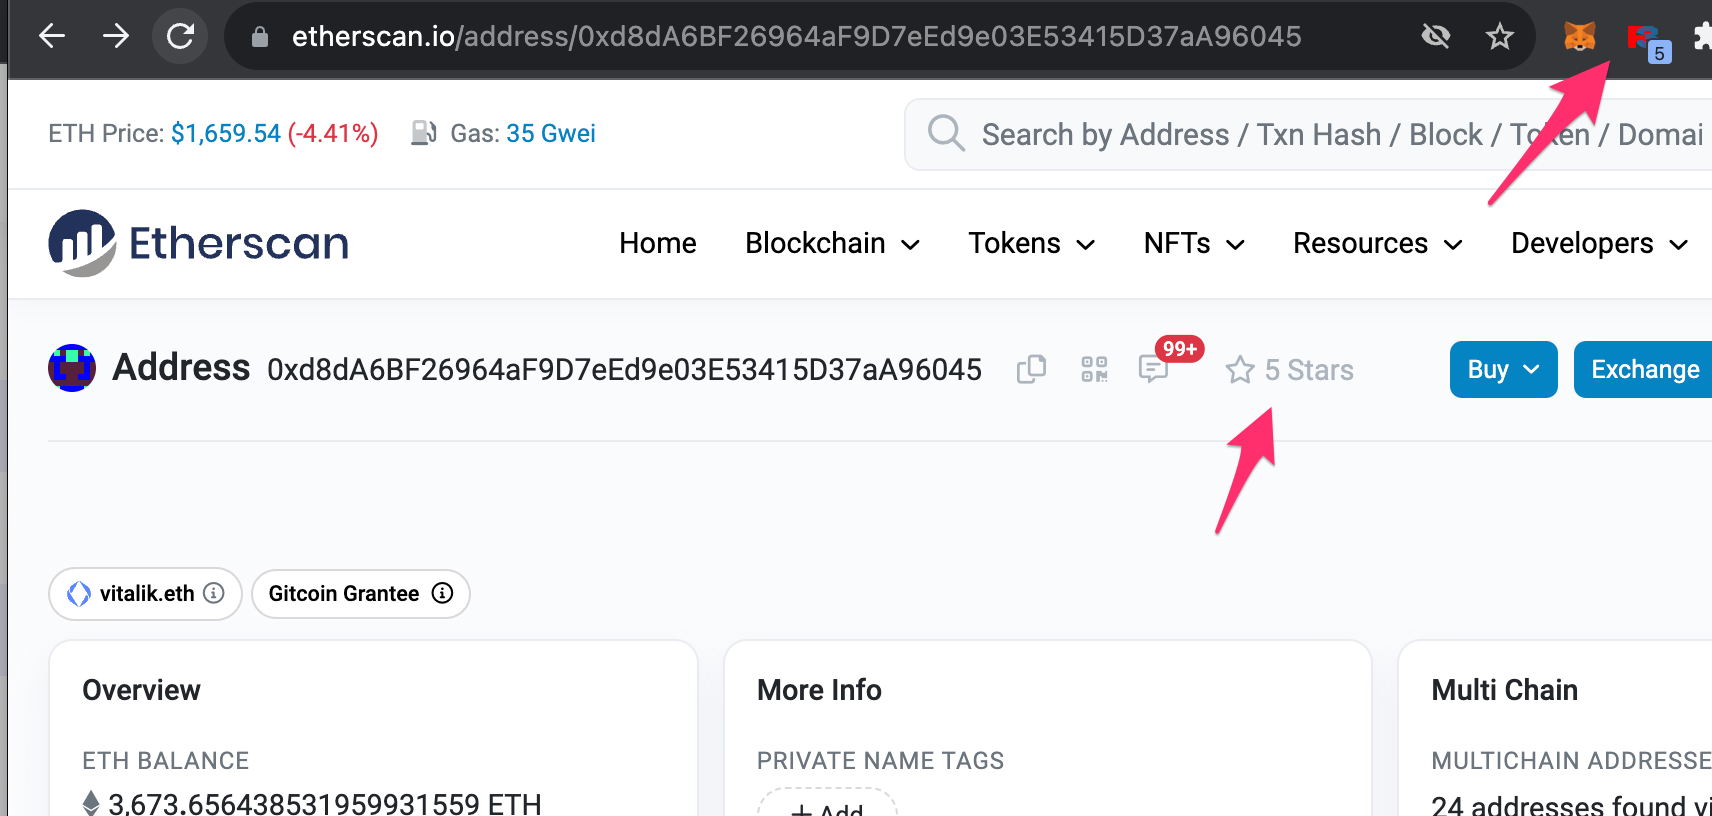 etherscan.io/address/0xd8dA6BF26964aF9D7eEd9e03E53415D37aA96045
5
ETH Price: $1,659.54 (-4.41%) Gas: 35 Gwei
Search by Address / Txn Hash / Block / Token / Domai
Etherscan
Home Blockchain Tokens NFTs Resources Developers
Address 0xd8dA6BF26964aF9D7eEd9e03E53415D37aA96045 99+ 5 Stars Buy Exchange
vitalik.eth Gitcoin Grantee
Overview
ETH BALANCE
3,673.656438531959931559 ETH
More Info
PRIVATE NAME TAGS
+ Add
Multi Chain
MULTICHAIN ADDRESSE
24 addresses found vi